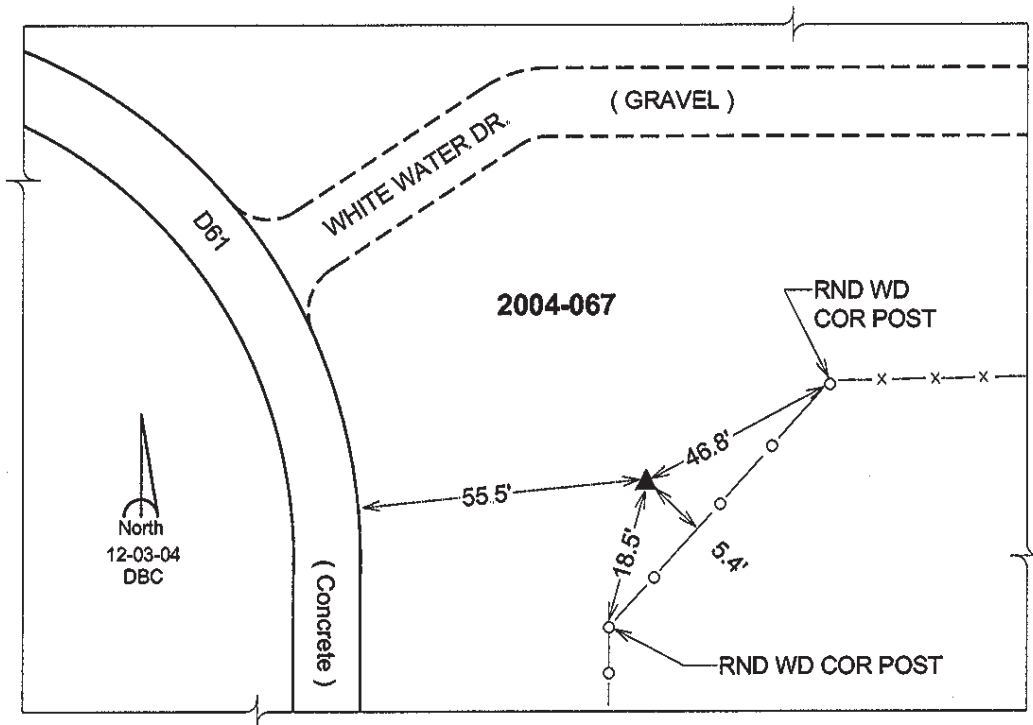 ( GRAVEL )
WHITE WATER DR.
D61
2004-067
RND WD
COR POST
46.8'
55.5'
18.5'
5.4'
North
12-03-04
DBC
( Concrete )
RND WD COR POST
x x x